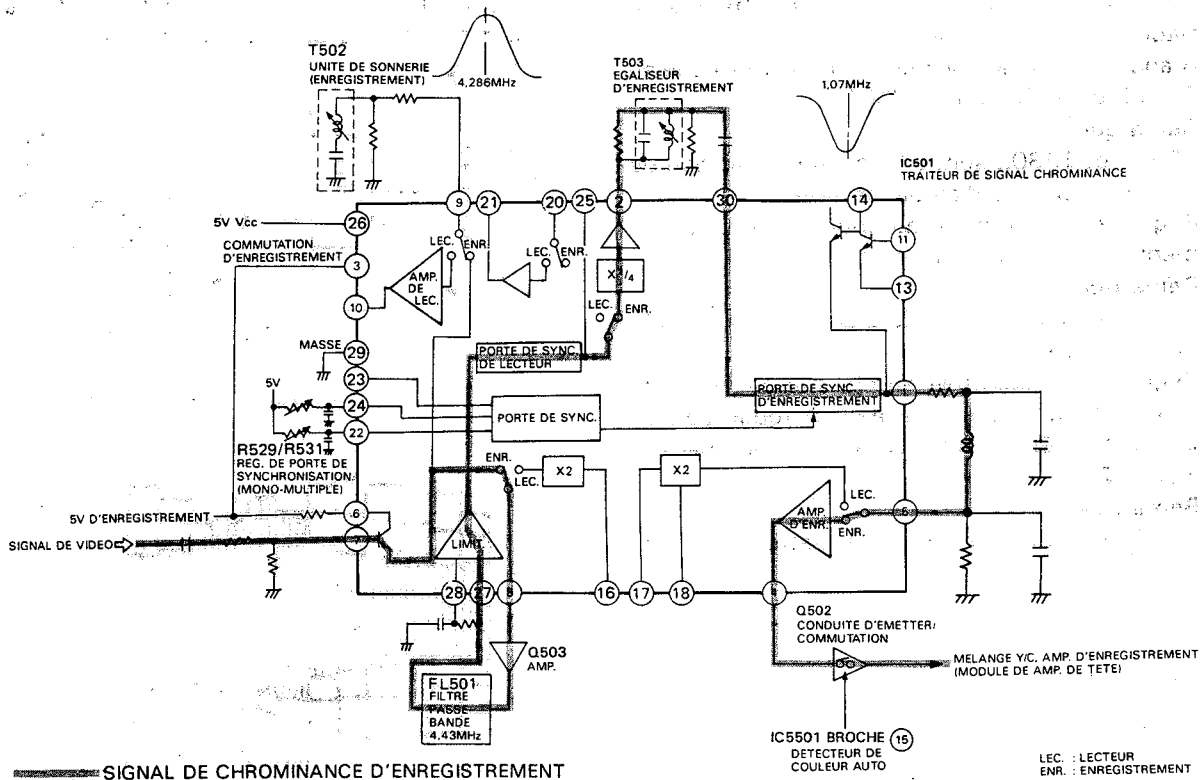 T502
UNITE DE SONNERIE
(ENREGISTREMENT)
4,286MHz
T503
EGALISEUR
D'ENREGISTREMENT
1,07MHz
IC501
TRAITEUR DE SIGNAL CHROMINANCE
9
21
20
25
2
30
14
5V Vcc
26
11
COMMUTATION
D'ENREGISTREMENT
3
LEC.
ENR.
LEC.
ENR.
13
AMP.
DE
LEC.
10
LEC.
ENR.
MASSE
29
PORTE DE SYNC.
DE LECTEUR
23
5V
24
22
PORTE DE SYNC.
PORTE DE SYNC.
D'ENREGISTREMENT
R529/R531
REG. DE PORTE DE
SYNCHRONISATION.
(MONO-MULTIPLE)
ENR.
LEC.
X2
X2
LEC.
ENR.
AMP.
D'ENR.
5V D'ENREGISTREMENT
6
SIGNAL DE VIDEO
LIMIT.
28
27
16
17
18
Q503
AMP.
Q502
CONDUITE D'EMETTER/
COMMUTATION
FL501
FILTRE
PASSE
BANDE
4,43MHz
MELANGE Y/C. AMP. D'ENREGISTREMENT
(MODULE DE AMP. DE TETE)
IC5501 BROCHE 15
DETECTEUR DE
COULEUR AUTO
LEC. : LECTEUR
ENR. : ENREGISTREMENT
SIGNAL DE CHROMINANCE D'ENREGISTREMENT